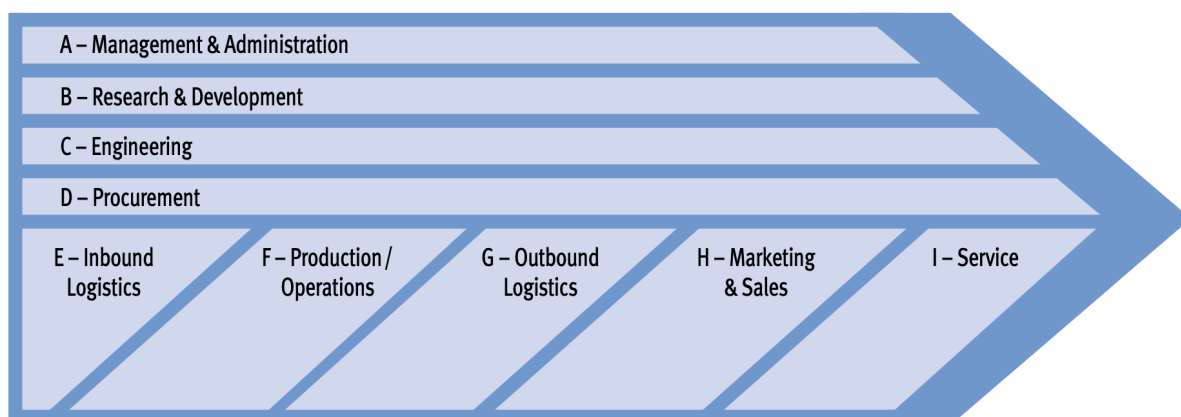 A – Management & Administration
B – Research & Development
C – Engineering
D – Procurement
E – Inbound
Logistics
F – Production /
Operations
G – Outbound
Logistics
H – Marketing
& Sales
I – Service